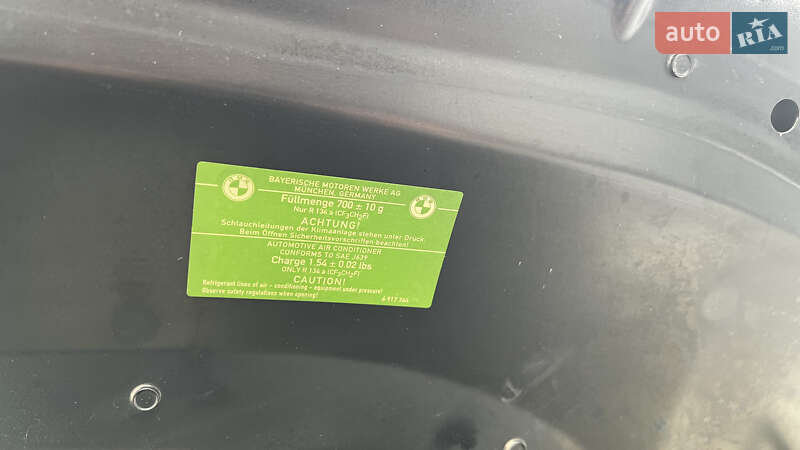 auto RIA
.com
BAYERISCHE MOTOREN WERKE AG
MÜNCHEN, GERMANY
Füllmenge 700 ± 10 g
Nur R 134 a (CF3CH2F)
ACHTUNG!
Schlauchleitungen der Klimaanlage stehen unter Druck.
Beim Öffnen Sicherheitsvorschriften beachten!
AUTOMOTIVE AIR CONDITIONER
CONFORMS TO SAE J639
Charge 1.54 ± 0.02 lbs
ONLY R 134 a (CF3CH2F)
CAUTION!
Refrigerant lines of air - conditioning - equipment under pressure!
Observe safety regulations when opening!